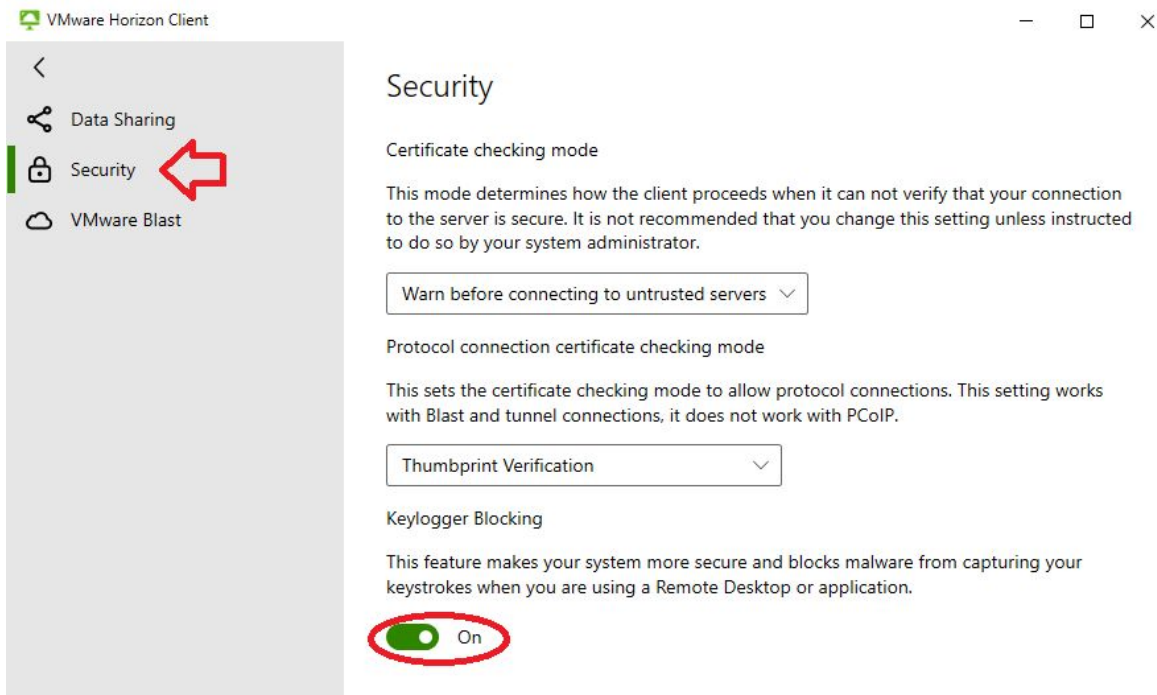 VMware Horizon Client
Data Sharing
Security
VMware Blast
Security
Certificate checking mode
This mode determines how the client proceeds when it can not verify that your connection
to the server is secure. It is not recommended that you change this setting unless instructed
to do so by your system administrator.
Warn before connecting to untrusted servers
Protocol connection certificate checking mode
This sets the certificate checking mode to allow protocol connections. This setting works
with Blast and tunnel connections, it does not work with PCoIP.
Thumbprint Verification
Keylogger Blocking
This feature makes your system more secure and blocks malware from capturing your
keystrokes when you are using a Remote Desktop or application.
On